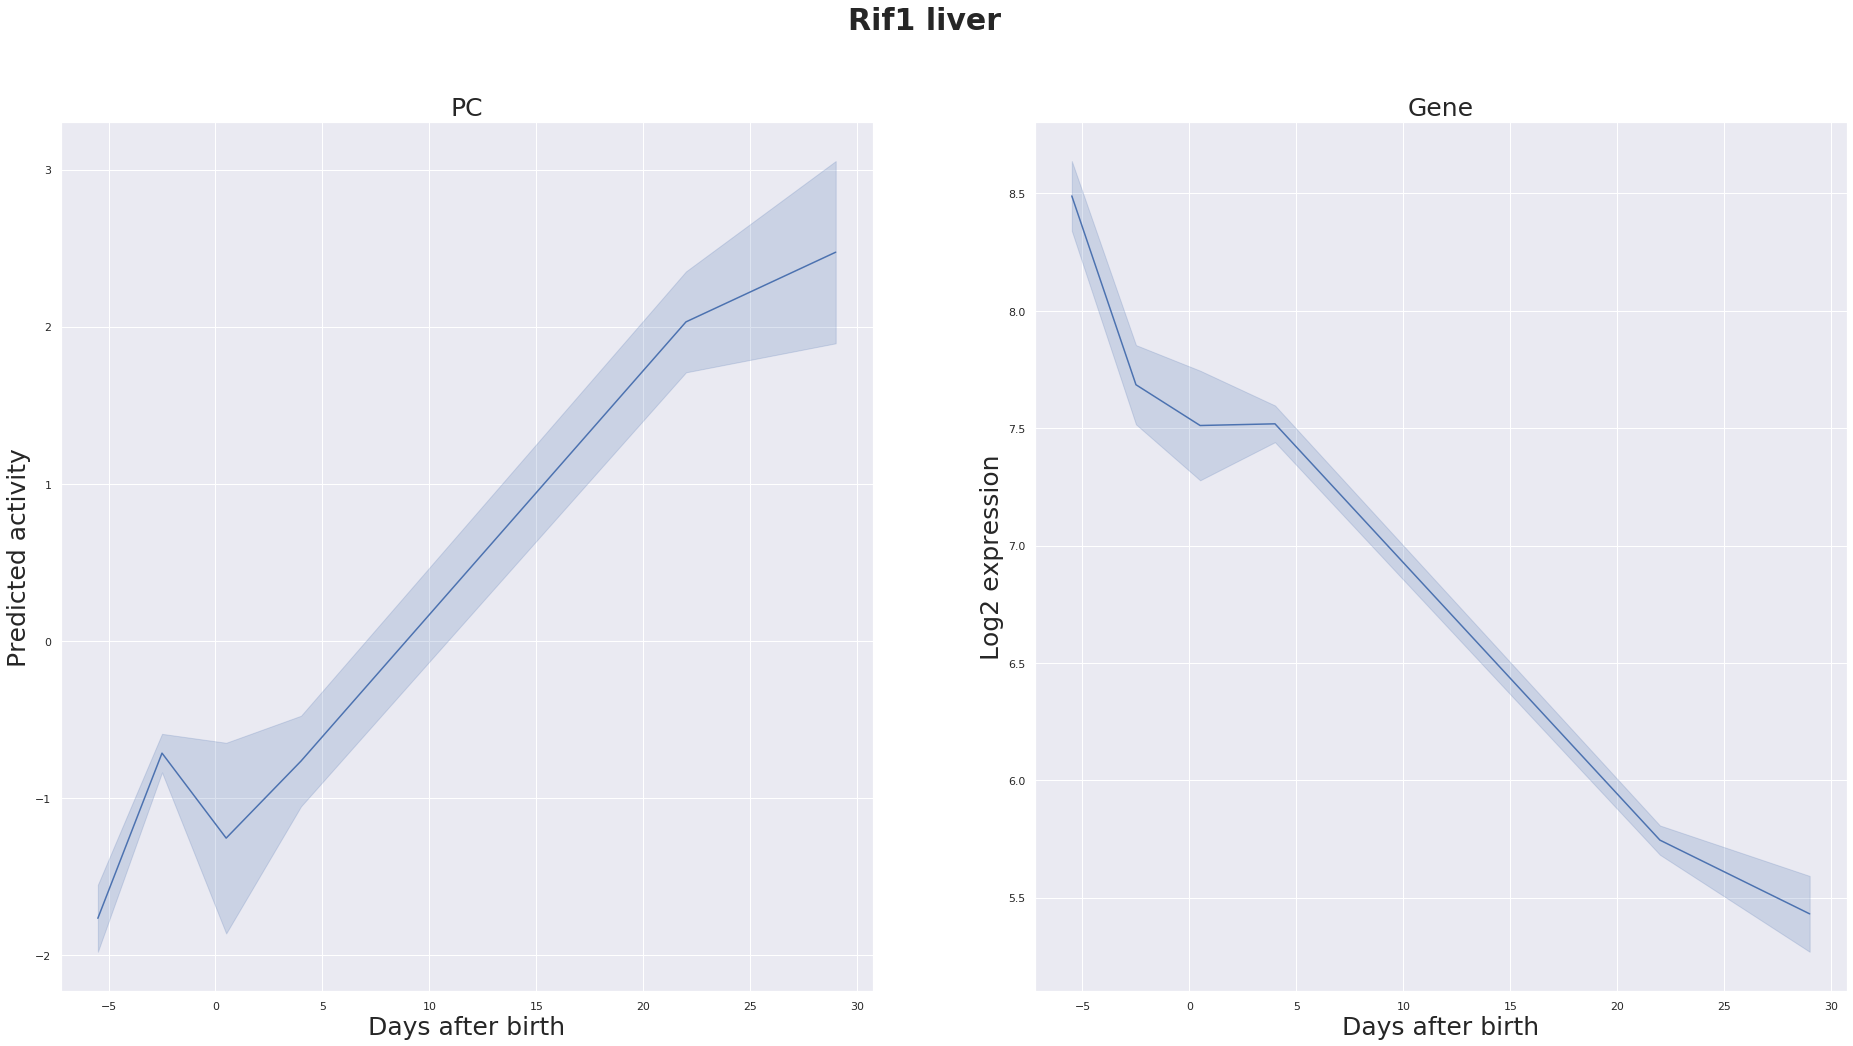 Rif1 liver
PC
Predicted activity
3
2
1
0
−1
−2
−5 0 5 10 15 20 25 30
Days after birth
Gene
Log2 expression
8.5
8.0
7.5
7.0
6.5
6.0
5.5
−5 0 5 10 15 20 25 30
Days after birth